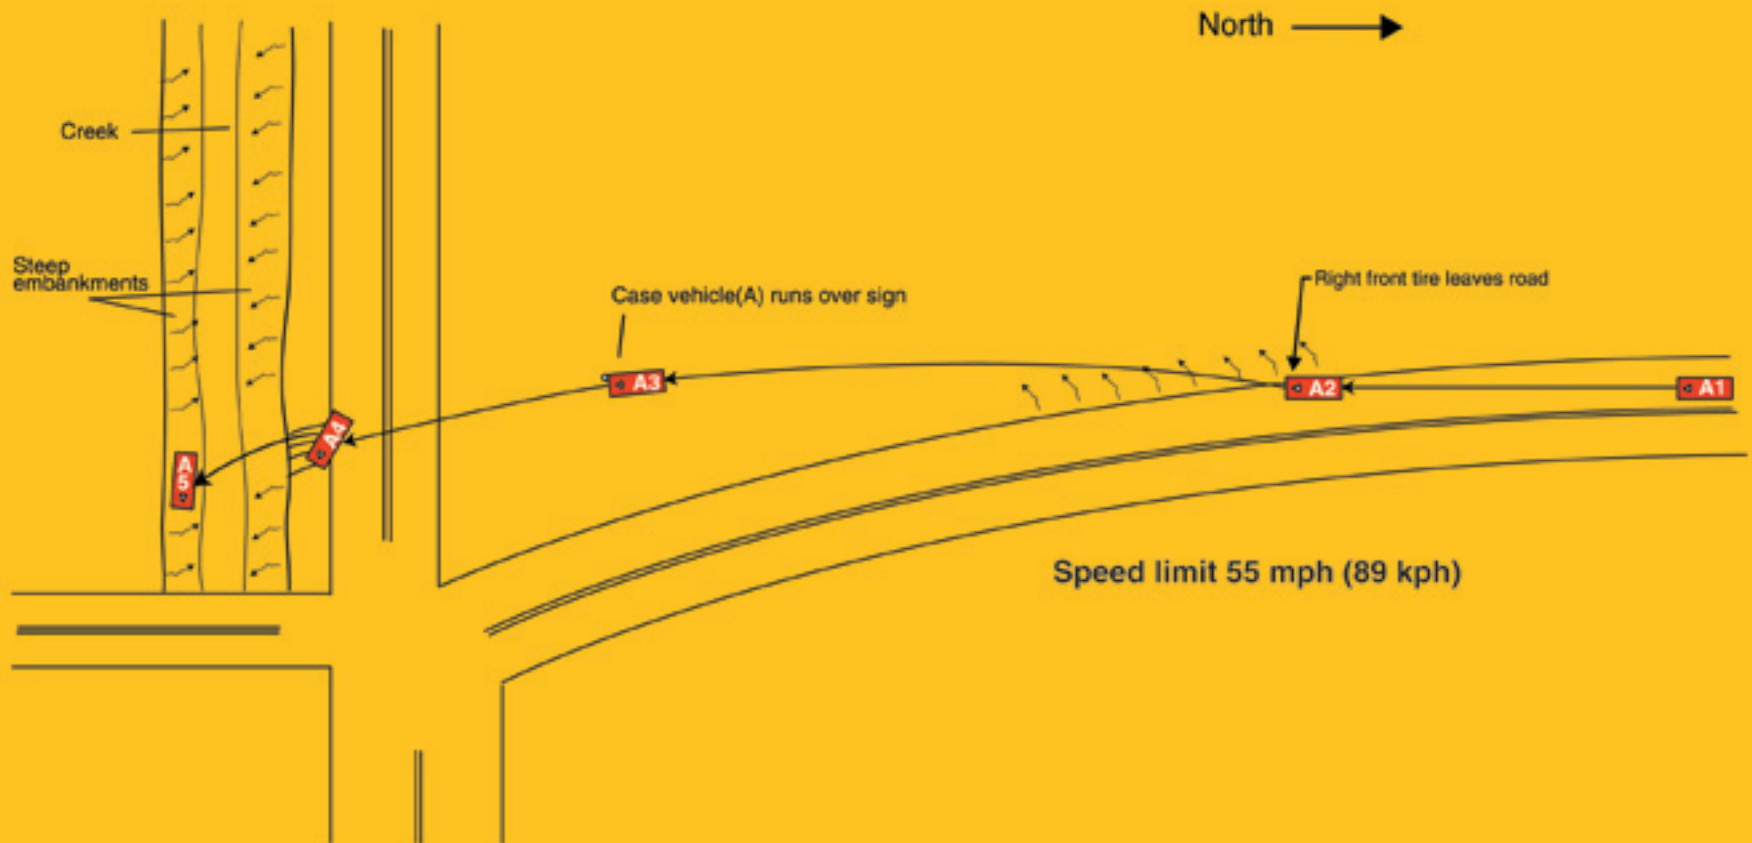 North
Creek
Steep
embankments
Case vehicle(A) runs over sign
Right front tire leaves road
A1
A2
A3
A4
A
5
Speed limit 55 mph (89 kph)